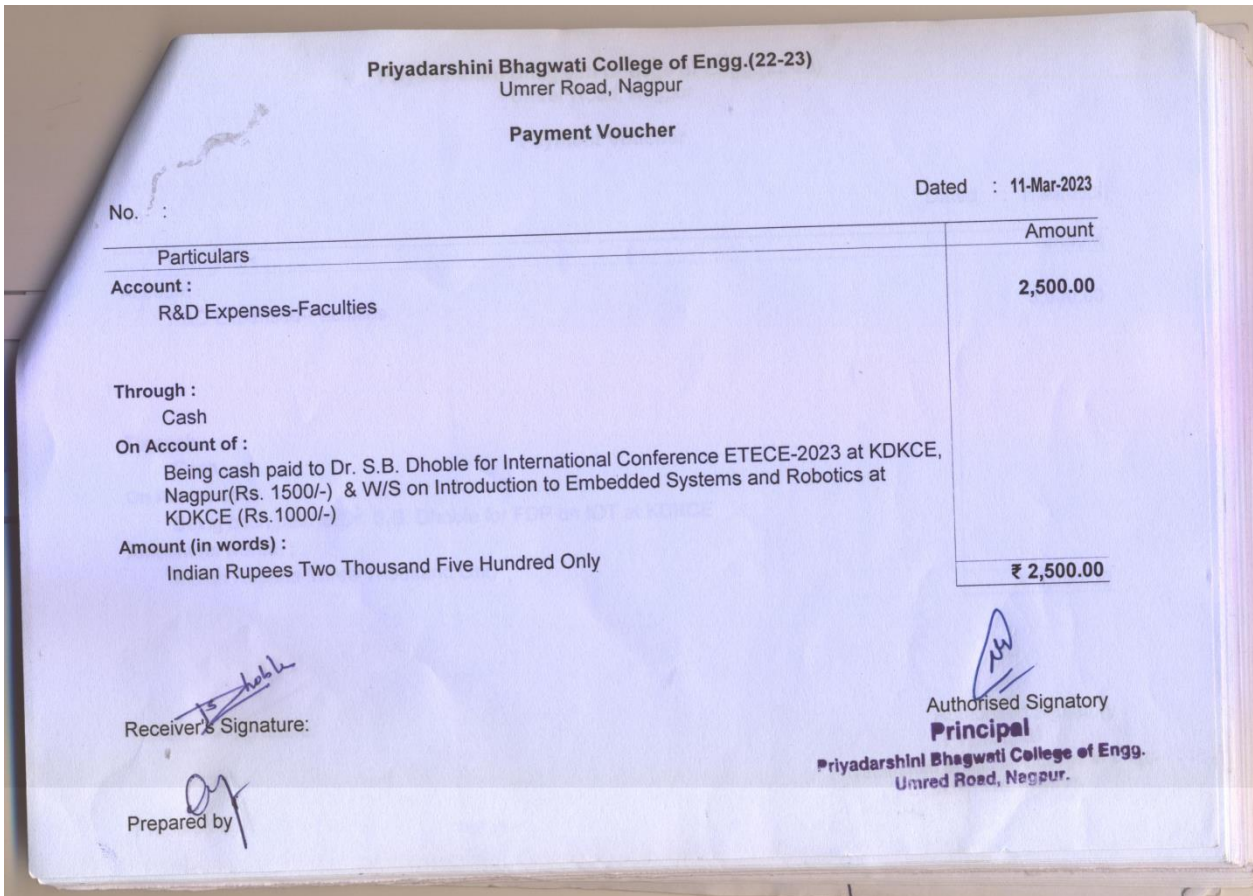 Priyadarshini Bhagwati College of Engg.(22-23)
Umrer Road, Nagpur
Payment Voucher
No. :
Dated : 11-Mar-2023
Particulars
Amount
Account :
2,500.00
R&D Expenses-Faculties
Through :
Cash
On Account of :
Being cash paid to Dr. S.B. Dhoble for International Conference ETECE-2023 at KDKCE,
Nagpur(Rs. 1500/-) & W/S on Introduction to Embedded Systems and Robotics at
KDKCE (Rs.1000/-)
Amount (in words) :
Indian Rupees Two Thousand Five Hundred Only
₹ 2,500.00
Dhoble
Receiver's Signature:
Authorised Signatory
Principal
Priyadarshini Bhagwati College of Engg.
Umred Road, Nagpur.
Prepared by